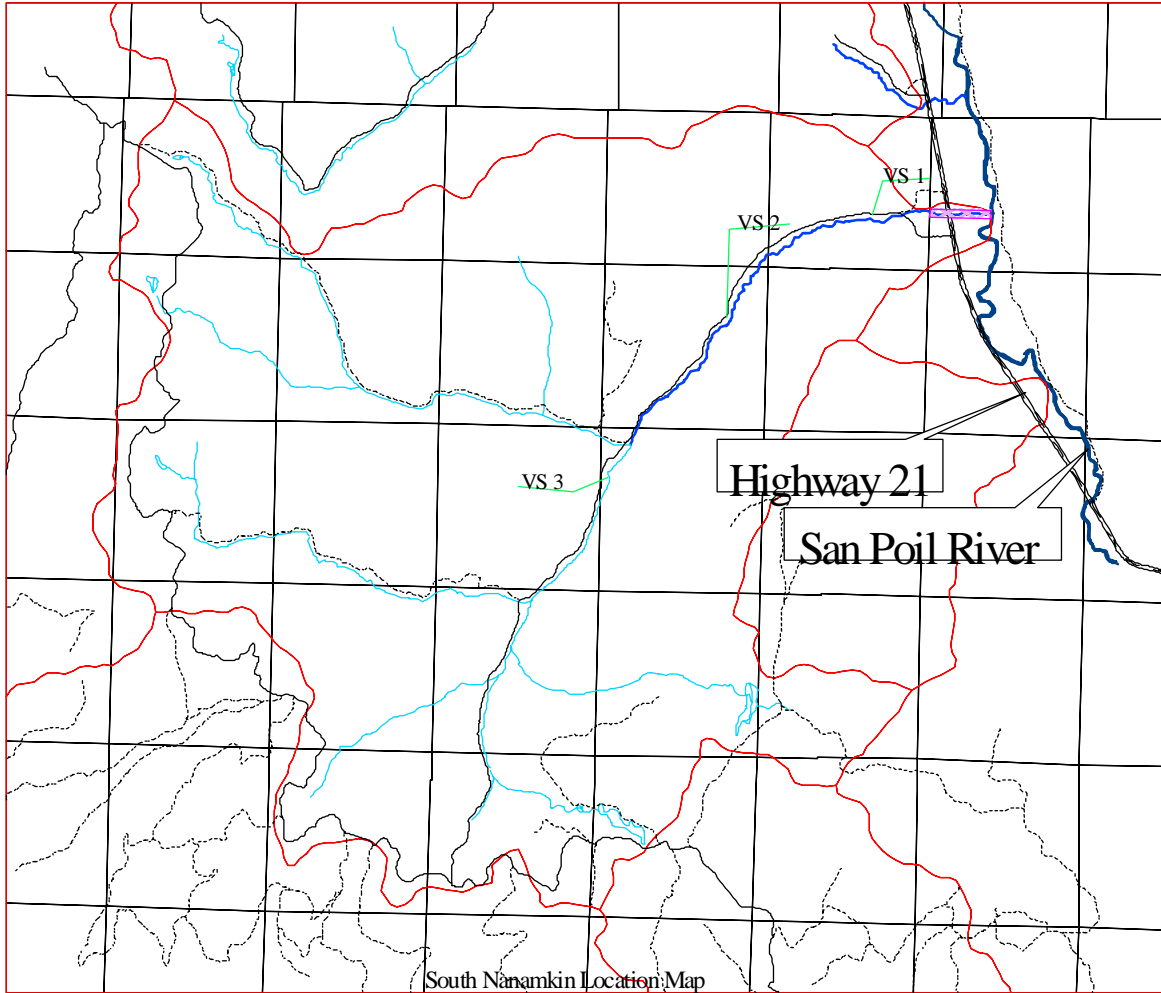 VS 1
VS 2
VS 3
Highway 21
San Poil River
South Nanamkin Location Map